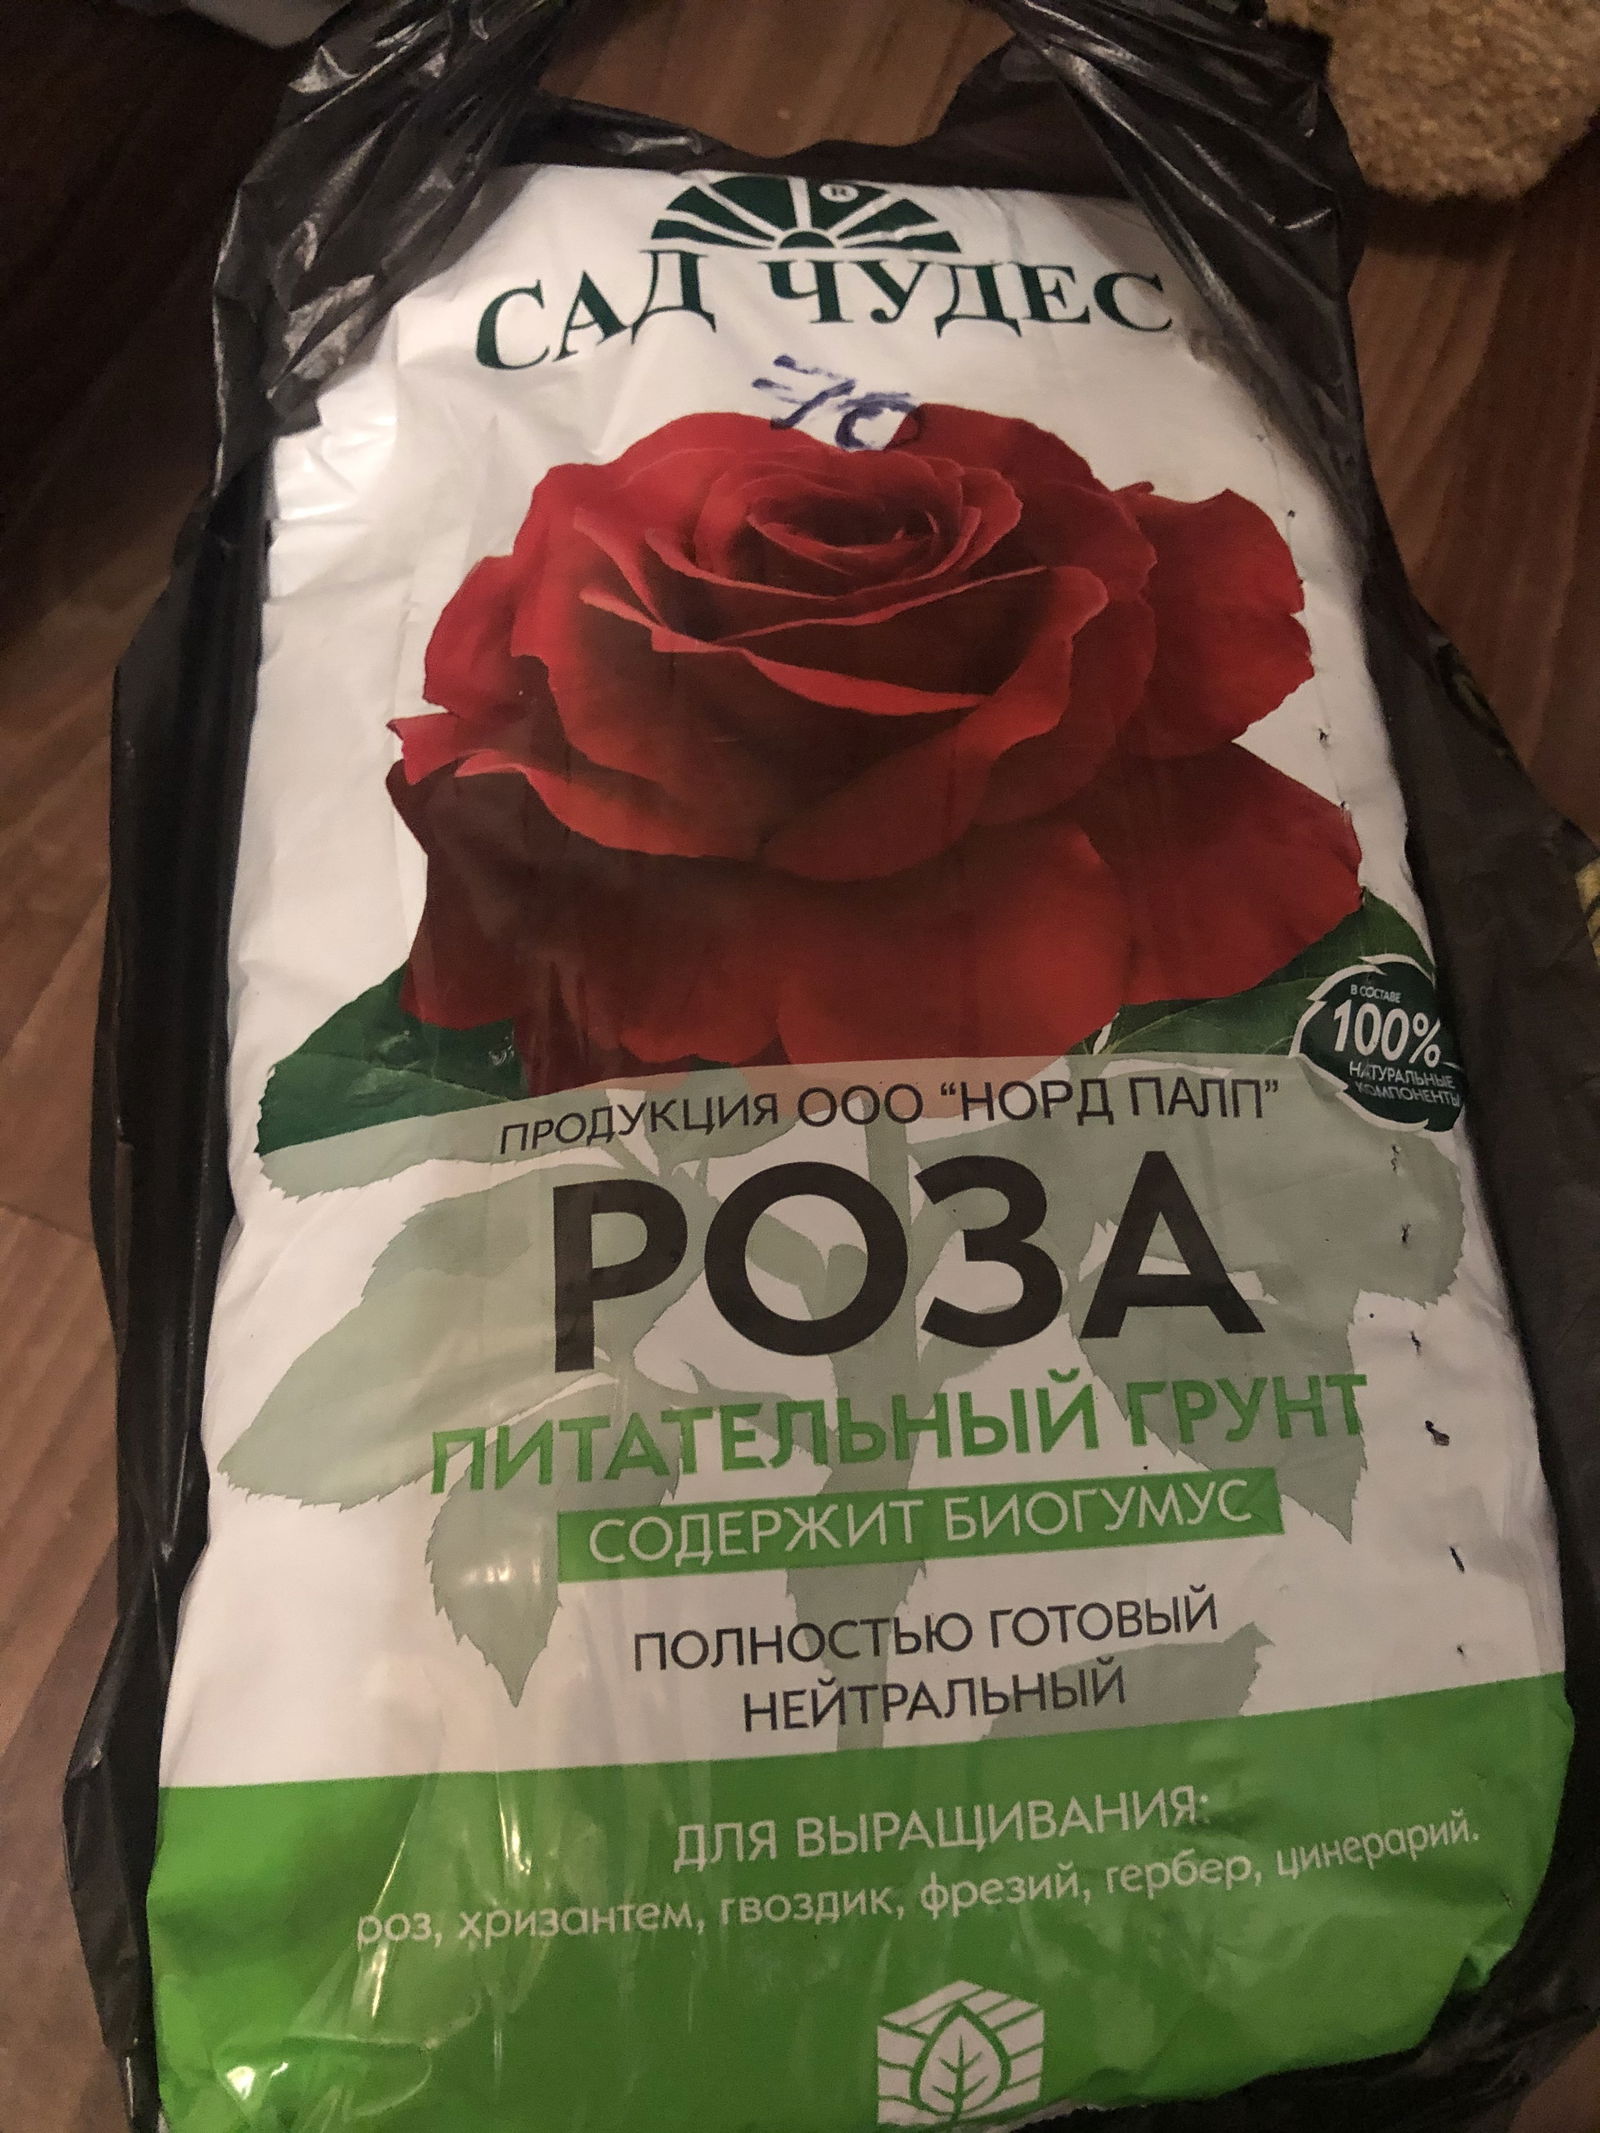 ®
САД ЧУДЕС
70
В СОСТАВЕ
100%
НАТУРАЛЬНЫЕ
КОМПОНЕНТЫ
ПРОДУКЦИЯ ООО “НОРД ПАЛП”
РОЗА
ПИТАТЕЛЬНЫЙ ГРУНТ
СОДЕРЖИТ БИОГУМУС
ПОЛНОСТЬЮ ГОТОВЫЙ
НЕЙТРАЛЬНЫЙ
ДЛЯ ВЫРАЩИВАНИЯ:
роз, хризантем, гвоздик, фрезий, гербер, цинерарий.